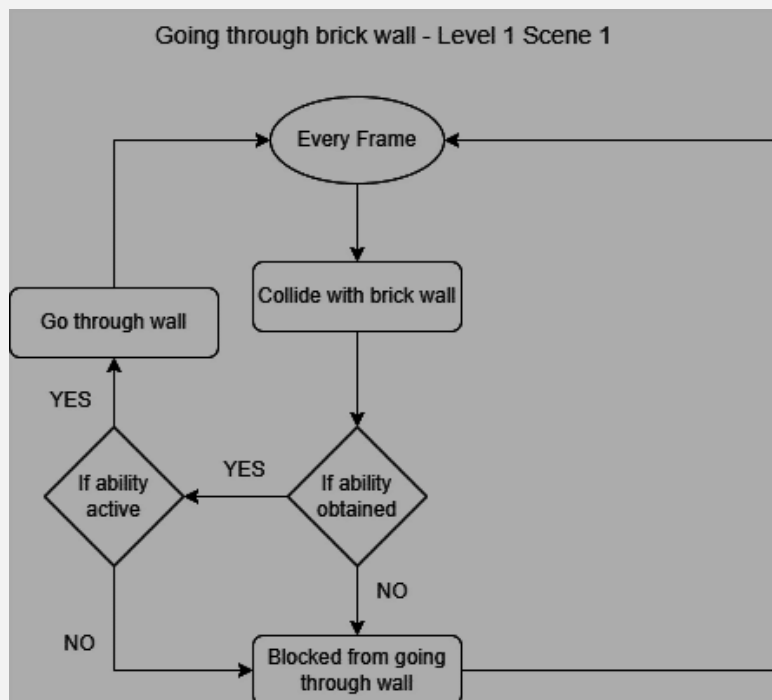 Going through brick wall - Level 1 Scene 1
Every Frame
Collide with brick wall
Go through wall
YES
If ability
active
YES
If ability
obtained
NO
NO
Blocked from going
through wall